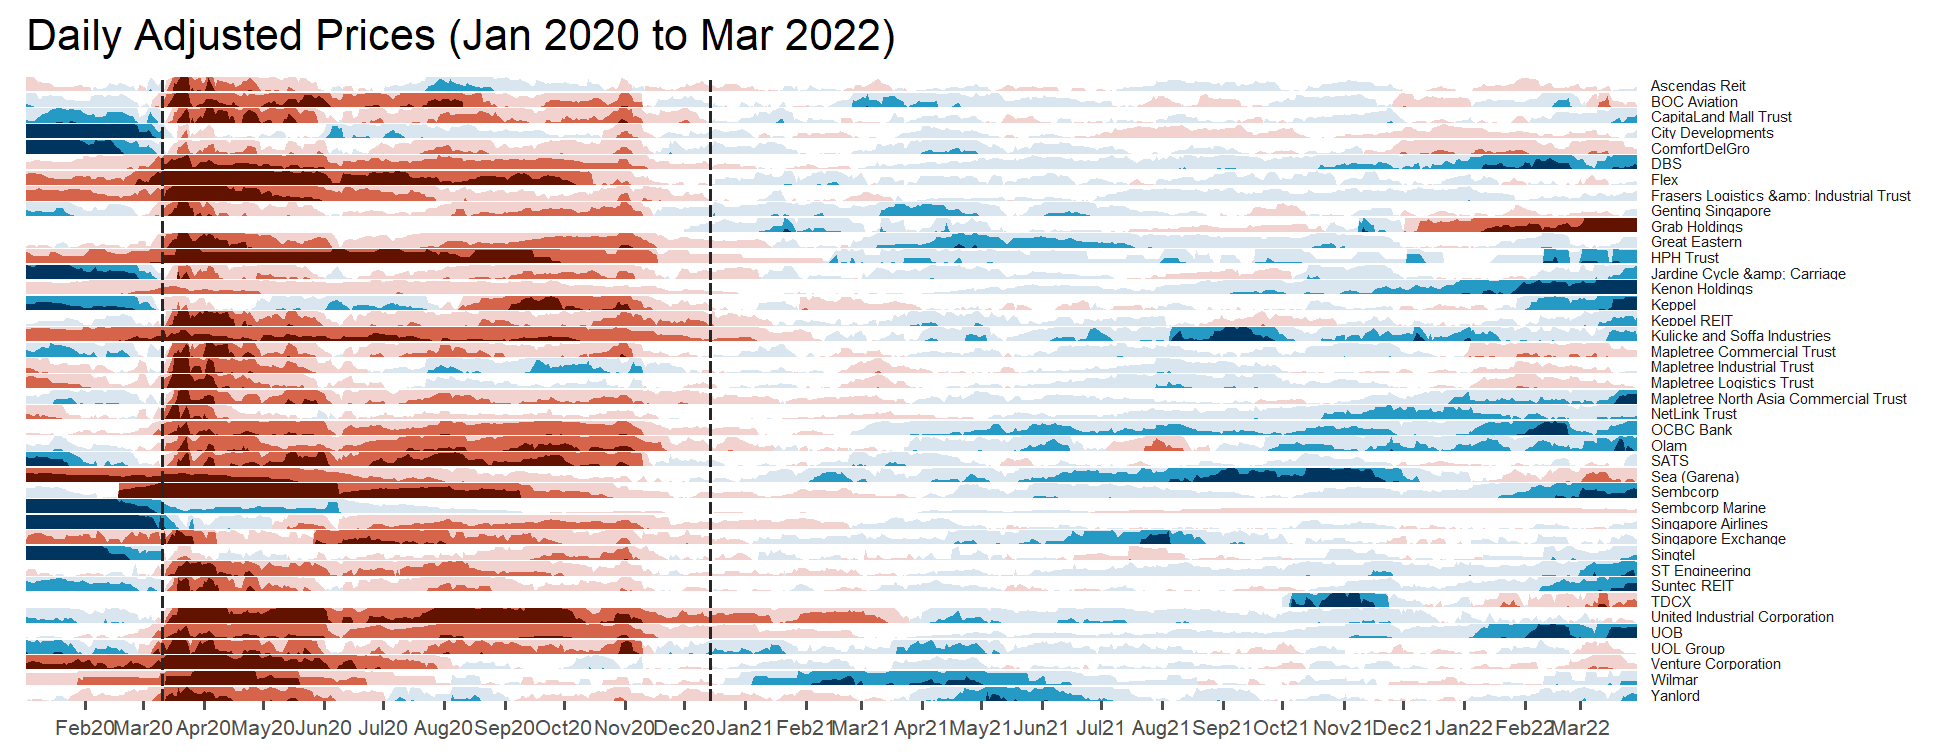 Daily Adjusted Prices (Jan 2020 to Mar 2022)
Ascendas Reit
BOC Aviation
CapitaLand Mall Trust
City Developments
ComfortDelGro
DBS
Flex
Frasers Logistics &amp; Industrial Trust
Genting Singapore
Grab Holdings
Great Eastern
HPH Trust
Jardine Cycle &amp; Carriage
Kenon Holdings
Keppel
Keppel REIT
Kulicke and Soffa Industries
Mapletree Commercial Trust
Mapletree Industrial Trust
Mapletree Logistics Trust
Mapletree North Asia Commercial Trust
NetLink Trust
OCBC Bank
Olam
SATS
Sea (Garena)
Sembcorp
Sembcorp Marine
Singapore Airlines
Singapore Exchange
Singtel
ST Engineering
Suntec REIT
TDCX
United Industrial Corporation
UOB
UOL Group
Venture Corporation
Wilmar
Yanlord
Feb20 Mar20 Apr20 May20 Jun20 Jul20 Aug20 Sep20 Oct20 Nov20 Dec20 Jan21 Feb21 Mar21 Apr21 May21 Jun21 Jul21 Aug21 Sep21 Oct21 Nov21 Dec21 Jan22 Feb22 Mar22